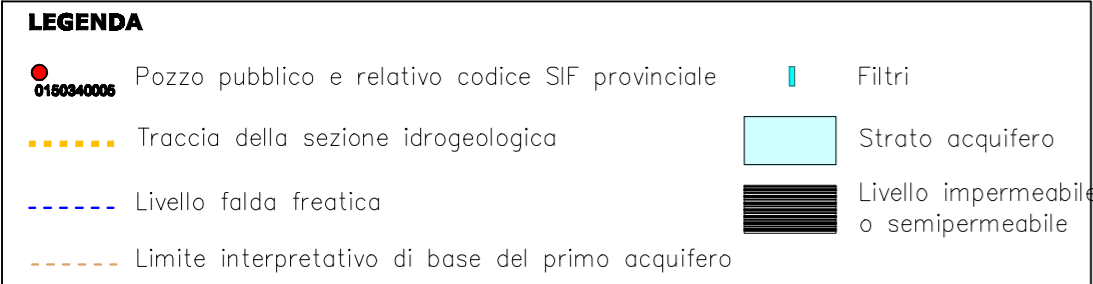 LEGENDA
0150340005
Pozzo pubblico e relativo codice SIF provinciale
Traccia della sezione idrogeologica
Livello falda freatica
Limite interpretativo di base del primo acquifero
Filtri
Strato acquifero
Livello impermeabile
o semipermeabile